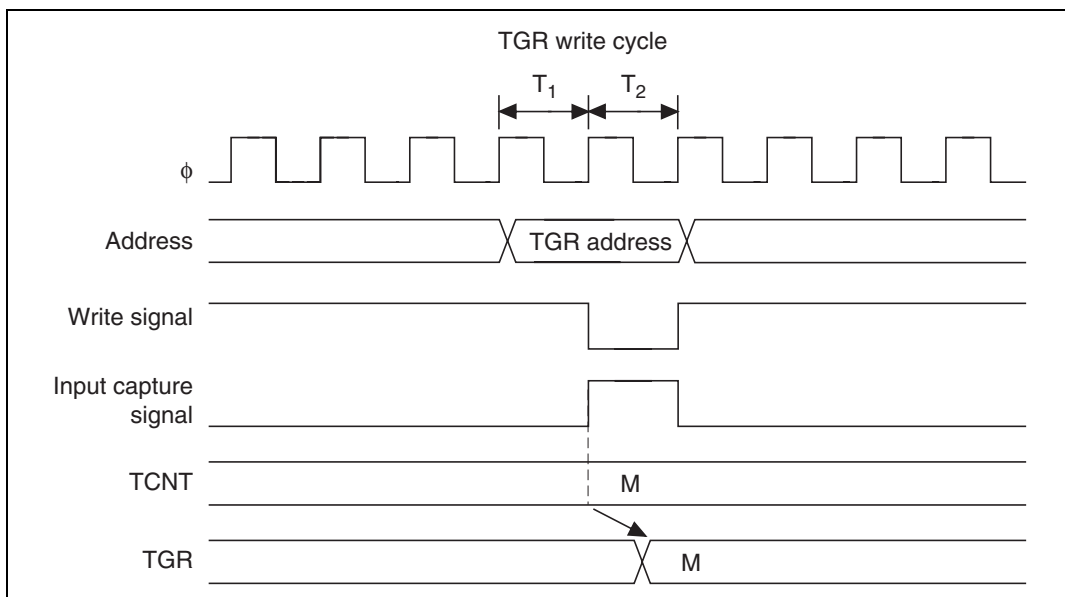 TGR write cycle
T₁ T₂
ϕ
Address
TGR address
Write signal
Input capture
signal
TCNT
M
TGR
M